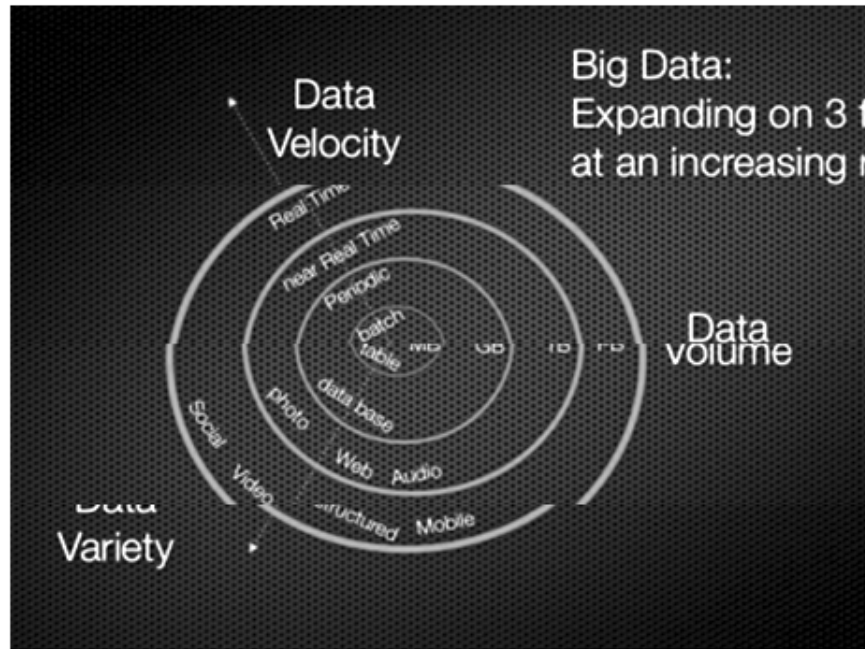 Big Data:
Expanding on 3
at an increasing
Data
Velocity
Real Time
near Real Time
Periodic
batch
table
MB GB TB PB
Data
volume
data base
photo
Web Audio
Social
Video
Mobile
Data
Variety